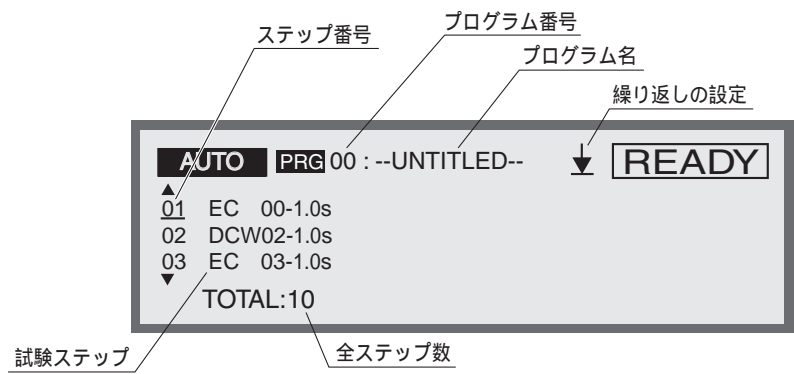 プログラム番号
ステップ番号
プログラム名
繰り返しの設定
AUTO PRG 00 : --UNTITLED-- READY
01 EC 00-1.0s
02 DCW02-1.0s
03 EC 03-1.0s
TOTAL:10
試験ステップ
全ステップ数